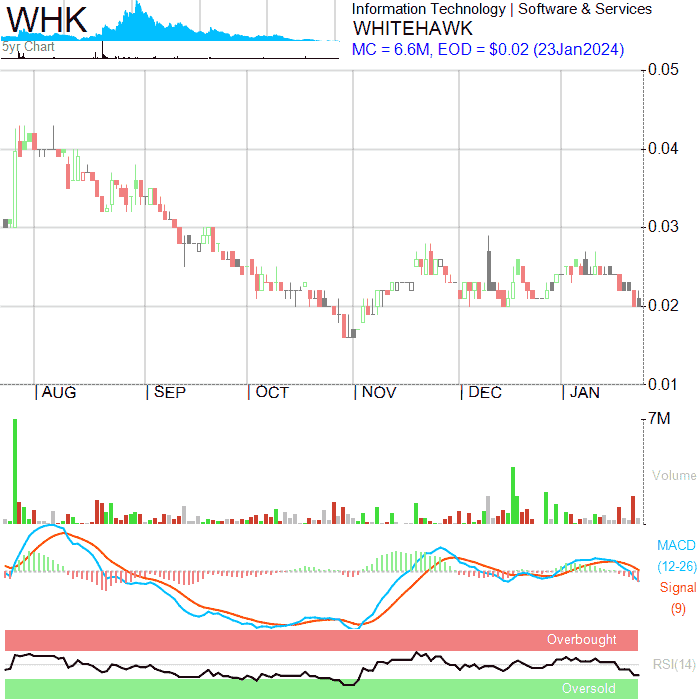 WHK
5yr Chart
Information Technology | Software & Services
WHITEHAWK
MC = 6.6M, EOD = $0.02 (23Jan2024)
0.05
0.04
0.03
0.02
0.01
AUG SEP OCT NOV DEC JAN
7M
Volume
MACD
(12-26)
Signal
(9)
Overbought
RSI(14)
Oversold